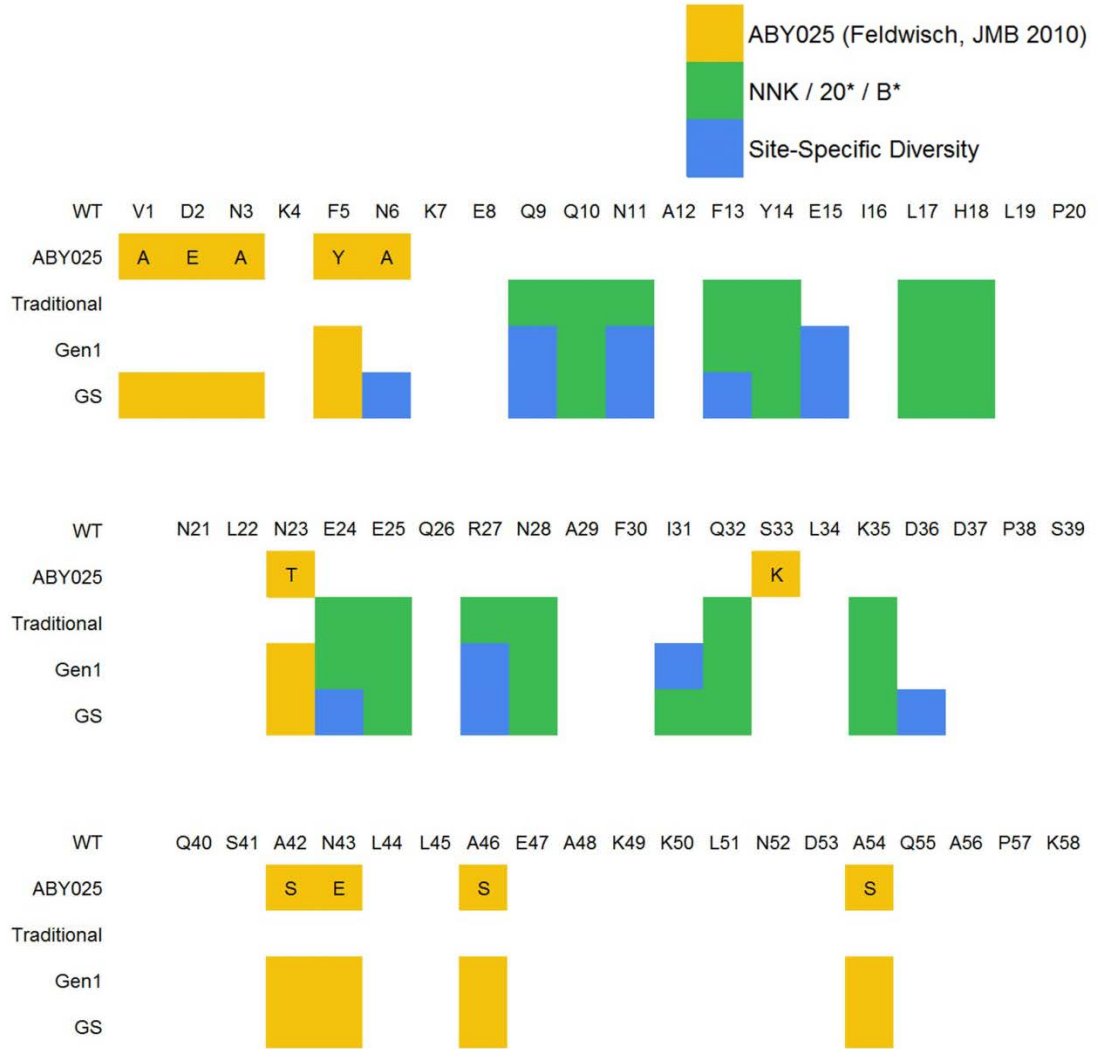 ABY025 (Feldwisch, JMB 2010)
NNK / 20* / B*
Site-Specific Diversity
WT V1 D2 N3 K4 F5 N6 K7 E8 Q9 Q10 N11 A12 F13 Y14 E15 I16 L17 H18 L19 P20
ABY025 A E A Y A
Traditional
Gen1
GS
WT N21 L22 N23 E24 E25 Q26 R27 N28 A29 F30 I31 Q32 S33 L34 K35 D36 D37 P38 S39
ABY025 T K
Traditional
Gen1
GS
WT Q40 S41 A42 N43 L44 L45 A46 E47 A48 K49 K50 L51 N52 D53 A54 Q55 A56 P57 K58
ABY025 S E S S
Traditional
Gen1
GS